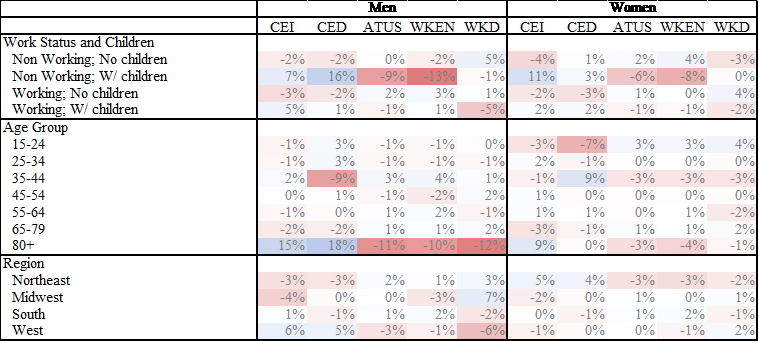 Men Women
CEI CED ATUS WKEN WKD CEI CED ATUS WKEN WKD
Work Status and Children
Non Working; No children -2% -2% 0% -2% 5% -4% 1% 2% 4% -3%
Non Working; W/ children 7% 16% -9% -13% -1% 11% 3% -6% -8% 0%
Working; No children -3% -2% 2% 3% 1% -2% -3% 1% 0% 4%
Working; W/ children 5% 1% -1% 1% -5% 2% 2% -1% -1% -2%
Age Group
15-24 -1% 3% -1% -1% 0% -3% -7% 3% 3% 4%
25-34 -1% 3% -1% -1% -1% 2% -1% 0% 0% 0%
35-44 2% -9% 3% 4% 1% -1% 9% -3% -3% -3%
45-54 0% 1% -1% -2% 2% 1% 0% 0% 0% 0%
55-64 -1% 0% 1% 2% -1% 1% 1% 0% 1% -2%
65-79 -2% -2% 1% 1% 2% -3% -1% 1% 1% 2%
80+ 15% 18% -11% -10% -12% 9% 0% -3% -4% -1%
Region
Northeast -3% -3% 2% 1% 3% 5% 4% -3% -3% -2%
Midwest -4% 0% 0% -3% 7% -2% 0% 1% 0% 1%
South 1% -1% 1% 2% -2% 0% -1% 1% 2% -1%
West 6% 5% -3% -1% -6% -1% 0% 0% -1% 2%